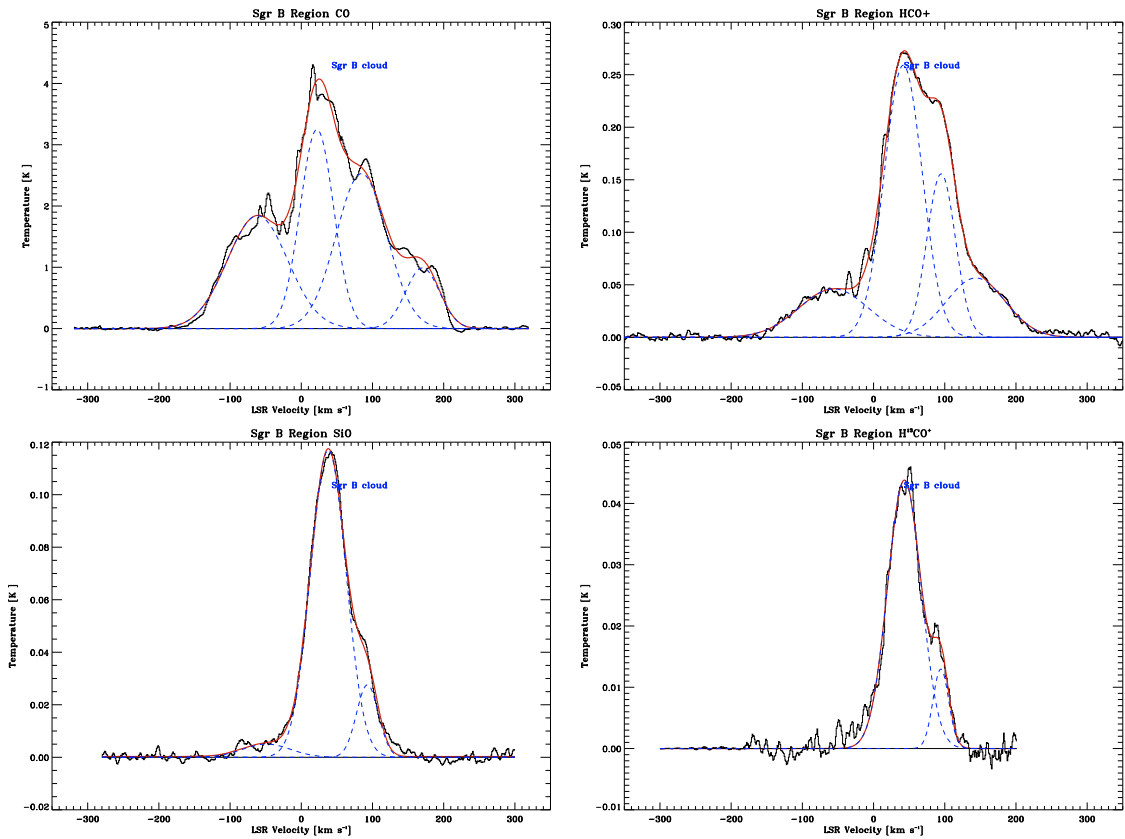 Sgr B Region CO
5
4
3
2
1
0
-1
Temperature [K ]
Sgr B cloud
-300 -200 -100 0 100 200 300
LSR Velocity [km s⁻¹]
Sgr B Region HCO+
0.30
0.25
0.20
0.15
0.10
0.05
0.00
-0.05
Temperature [K ]
Sgr B cloud
-300 -200 -100 0 100 200 300
LSR Velocity [km s⁻¹]
Sgr B Region SiO
0.12
0.10
0.08
0.06
0.04
0.02
0.00
-0.02
Temperature [K ]
Sgr B cloud
-300 -200 -100 0 100 200 300
LSR Velocity [km s⁻¹]
Sgr B Region H¹³CO⁺
0.05
0.04
0.03
0.02
0.01
0.00
-0.01
Temperature [K ]
Sgr B cloud
-300 -200 -100 0 100 200 300
LSR Velocity [km s⁻¹]